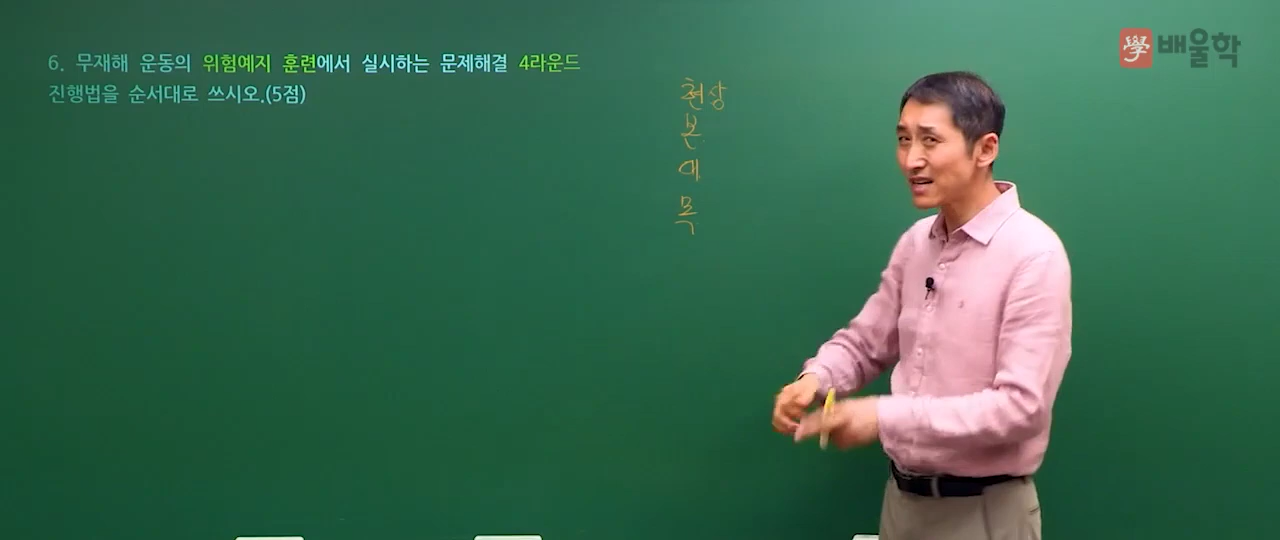 6. 무재해 운동의 위험예지 훈련에서 실시하는 문제해결 4라운드
진행법을 순서대로 쓰시오.(5점)
현상
본
대
목
學 배울학